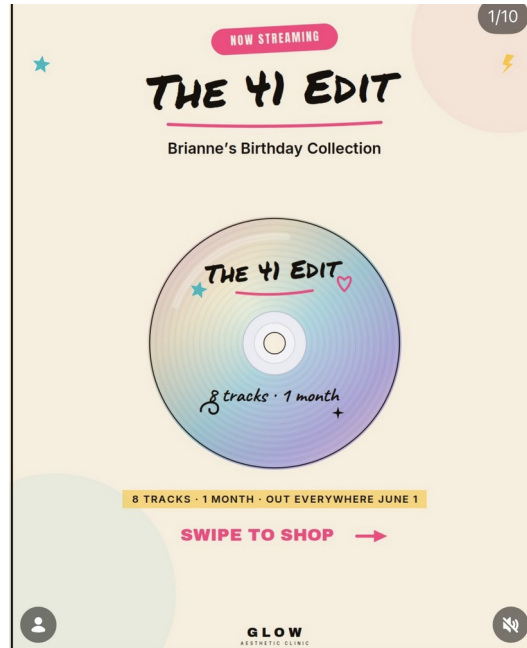 1/10
NOW STREAMING
THE 41 EDIT
Brianne's Birthday Collection
THE 41 EDIT
8 tracks · 1 month
8 TRACKS · 1 MONTH · OUT EVERYWHERE JUNE 1
SWIPE TO SHOP
GLOW
AESTHETIC CLINIC